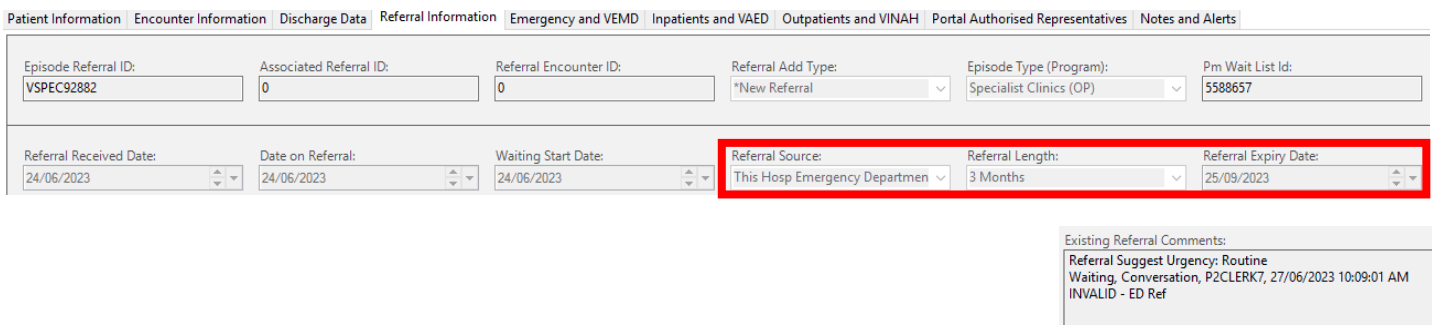 Patient Information Encounter Information Discharge Data Referral Information Emergency and VEMD Inpatients and VAED Outpatients and VINAH Portal Authorised Representatives Notes and Alerts
Episode Referral ID: Associated Referral ID: Referral Encounter ID: Referral Add Type: Episode Type (Program): Pm Wait List Id:
VSPEC92882 0 0 *New Referral Specialist Clinics (OP) 5588657
Referral Received Date: Date on Referral: Waiting Start Date: Referral Source: Referral Length: Referral Expiry Date:
24/06/2023 24/06/2023 24/06/2023 This Hosp Emergency Departmen 3 Months 25/09/2023
Existing Referral Comments:
Referral Suggest Urgency: Routine
Waiting, Conversation, P2CLERK7, 27/06/2023 10:09:01 AM
INVALID - ED Ref